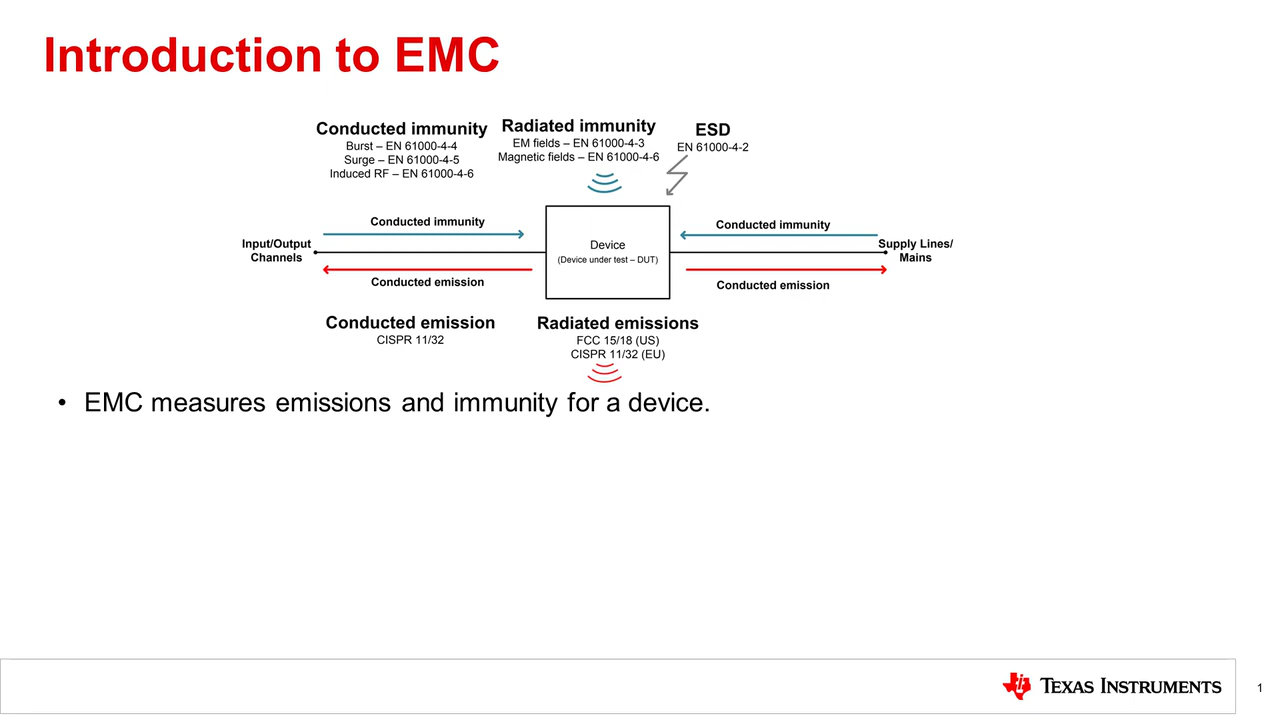 Introduction to EMC
Conducted immunity
Burst – EN 61000-4-4
Surge – EN 61000-4-5
Induced RF – EN 61000-4-6
Radiated immunity
EM fields – EN 61000-4-3
Magnetic fields – EN 61000-4-6
ESD
EN 61000-4-2
Conducted immunity
Conducted immunity
Input/Output
Channels
Device
(Device under test – DUT)
Supply Lines/
Mains
Conducted emission
Conducted emission
Conducted emission
CISPR 11/32
Radiated emissions
FCC 15/18 (US)
CISPR 11/32 (EU)
• EMC measures emissions and immunity for a device.
TEXAS INSTRUMENTS
1